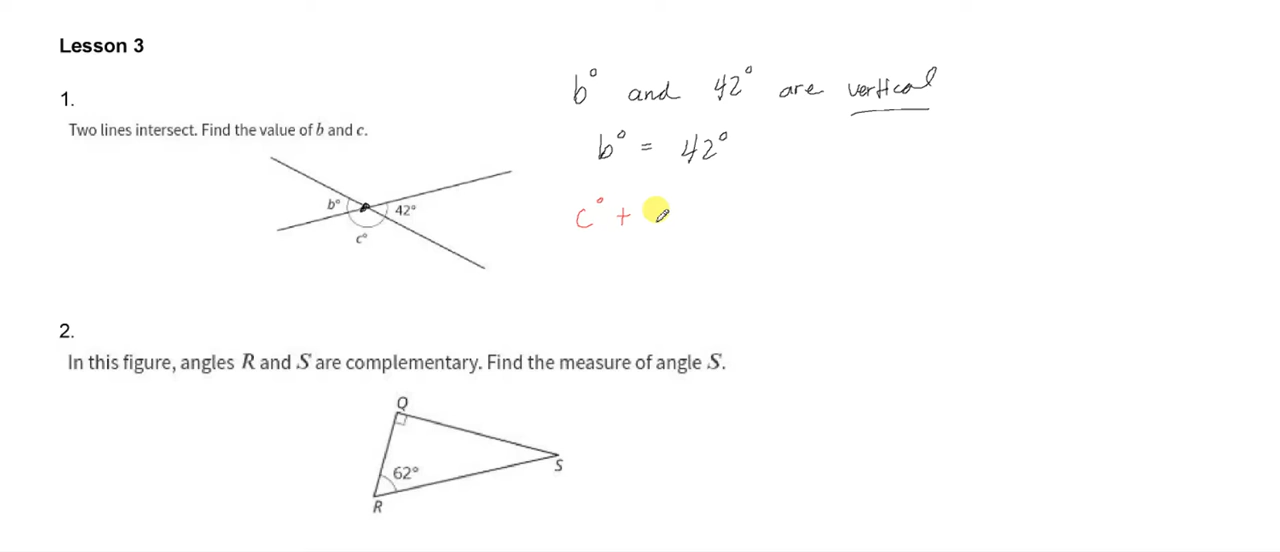 Lesson 3
b° and 42° are vertical
1.
Two lines intersect. Find the value of b and c.
b° = 42°
b°
42°
c° +
c°
2.
In this figure, angles R and S are complementary. Find the measure of angle S.
Q
62°
S
R